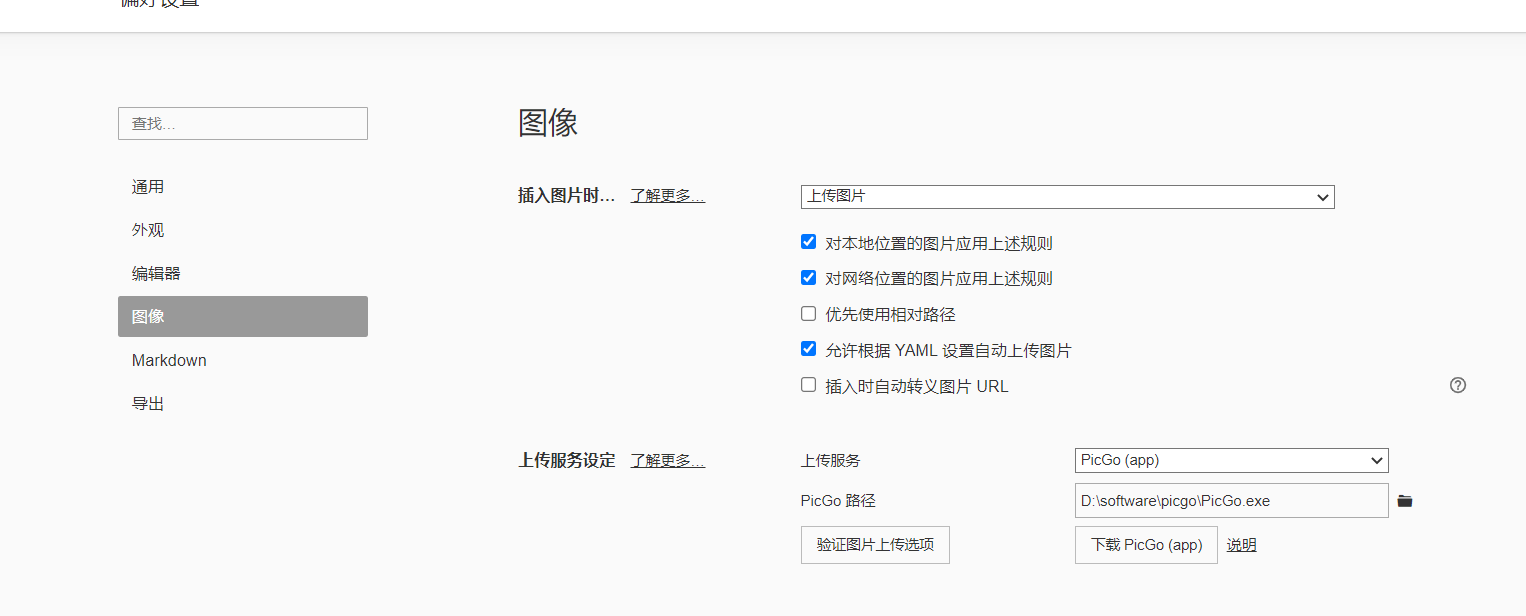 偏好设置
查找...
通用
外观
编辑器
图像
Markdown
导出
图像
插入图片时... 了解更多...
上传图片
对本地位置的图片应用上述规则
对网络位置的图片应用上述规则
优先使用相对路径
允许根据 YAML 设置自动上传图片
插入时自动转义图片 URL
?
上传服务设定 了解更多...
上传服务 PicGo (app)
PicGo 路径 D:\software\picgo\PicGo.exe
验证图片上传选项 下载 PicGo (app) 说明